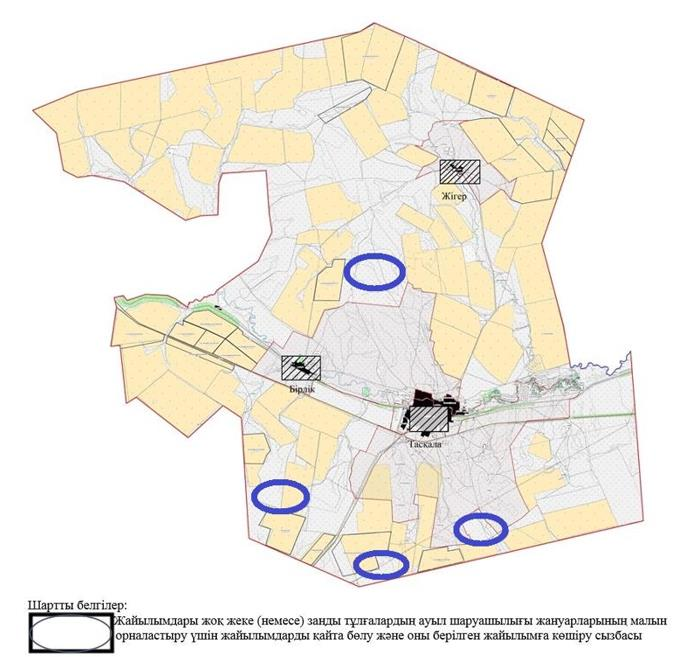 Жігер
Бірлік
Тасқала
Шартты белгілер:
Жайылымдары жоқ жеке (немесе) заңды тұлғалардың ауыл шаруашылығы жануарларының малын
орналастыру үшін жайылымдарды қайта бөлу және оны берілген жайылымға көшіру сызбасы